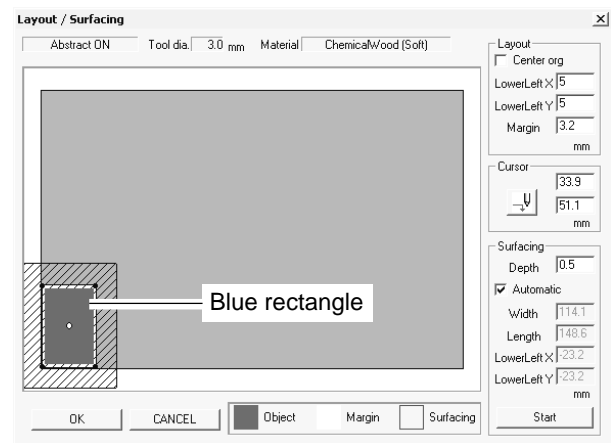 Layout / Surfacing
Abstract ON Tool dia. 3.0 mm Material ChemicalWood (Soft)
Layout
Center org
LowerLeft X 5
LowerLeft Y 5
Margin 3.2
mm
Cursor
33.9
51.1
mm
Surfacing
Depth 0.5
Automatic
Width 114.1
Length 148.6
LowerLeft X -23.2
LowerLeft Y -23.2
mm
Start
Blue rectangle
OK CANCEL Object Margin Surfacing